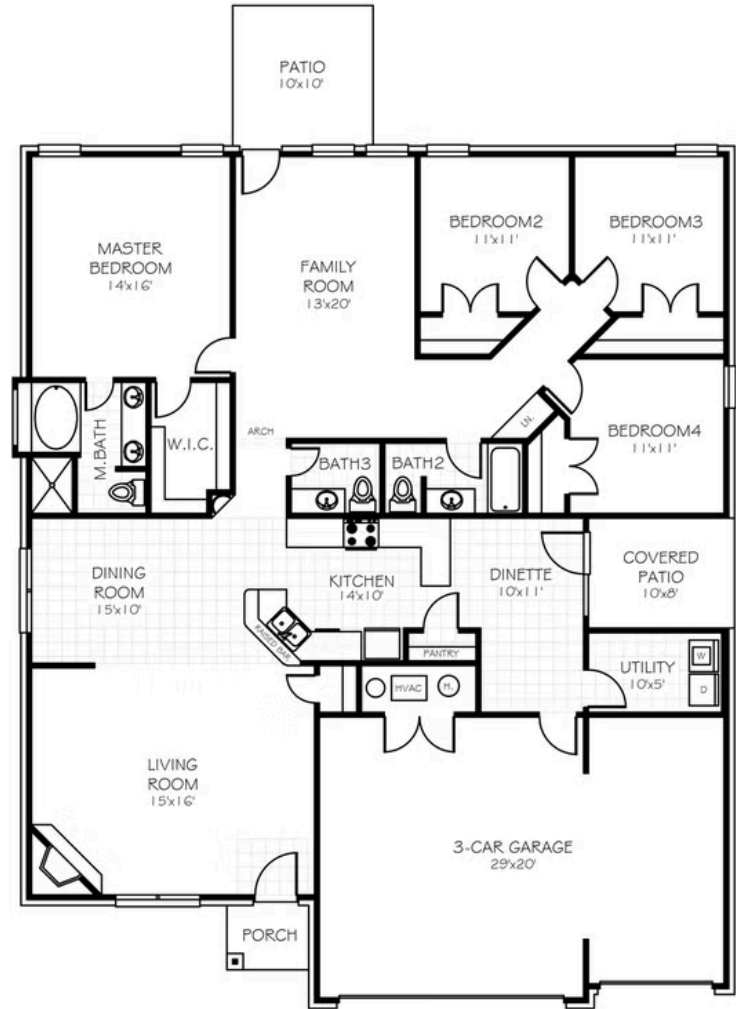 PATIO
10'x10'
MASTER
BEDROOM
14'x16'
FAMILY
ROOM
13'x20'
BEDROOM2
11'x11'
BEDROOM3
11'x11'
BEDROOM4
11'x11'
LN.
ARCH
M.BATH
W.I.C.
BATH3
BATH2
DINING
ROOM
15'x10'
KITCHEN
14'x10'
DINETTE
10'x11'
COVERED
PATIO
10'x8'
RAISED BAR
PANTRY
UTILITY
10'x5'
W
D
HVAC
H.
LIVING
ROOM
15'x16'
3-CAR GARAGE
29'x20'
PORCH